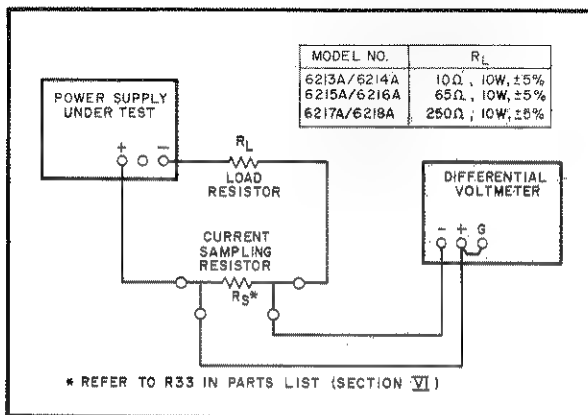 MODEL NO. RL
6213A/6214A 10Ω, 10W, ±5%
6215A/6216A 65Ω, 10W, ±5%
6217A/6218A 250Ω, 10W, ±5%
POWER SUPPLY
UNDER TEST
+ -
RL
LOAD
RESISTOR
DIFFERENTIAL
VOLTMETER
- + G
CURRENT
SAMPLING
RESISTOR
RS*
* REFER TO R33 IN PARTS LIST (SECTION VI)